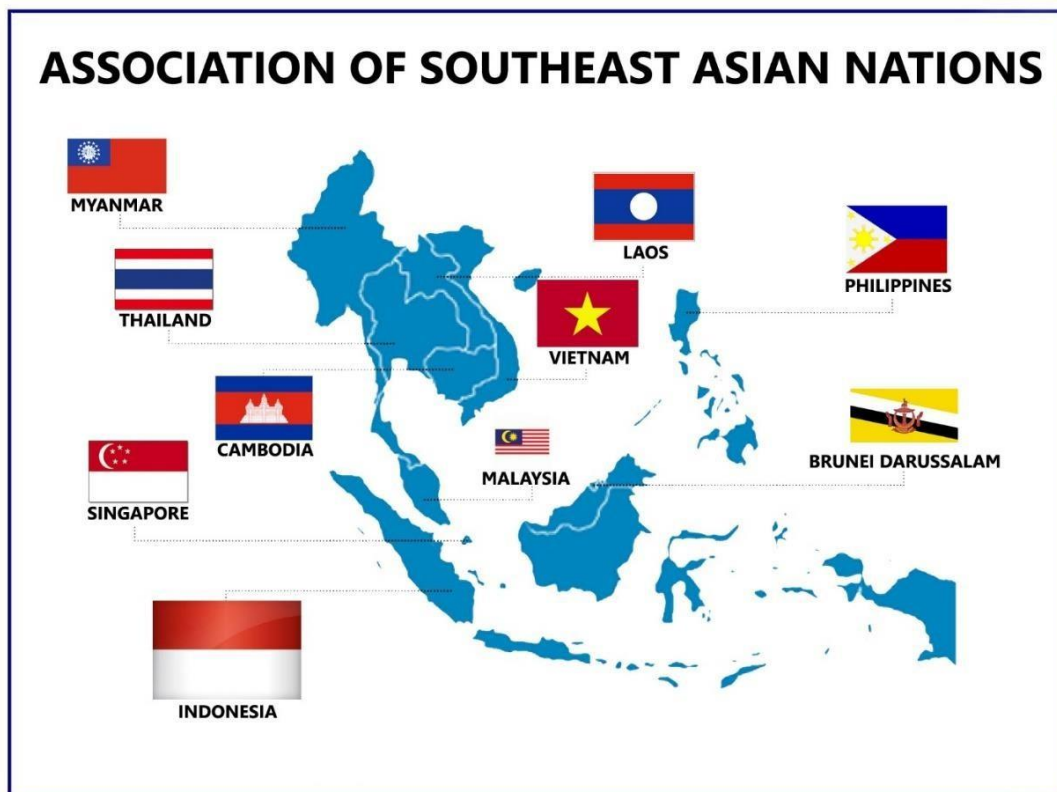 ASSOCIATION OF SOUTHEAST ASIAN NATIONS
MYANMAR
LAOS
PHILIPPINES
THAILAND
VIETNAM
CAMBODIA
BRUNEI DARUSSALAM
MALAYSIA
SINGAPORE
INDONESIA